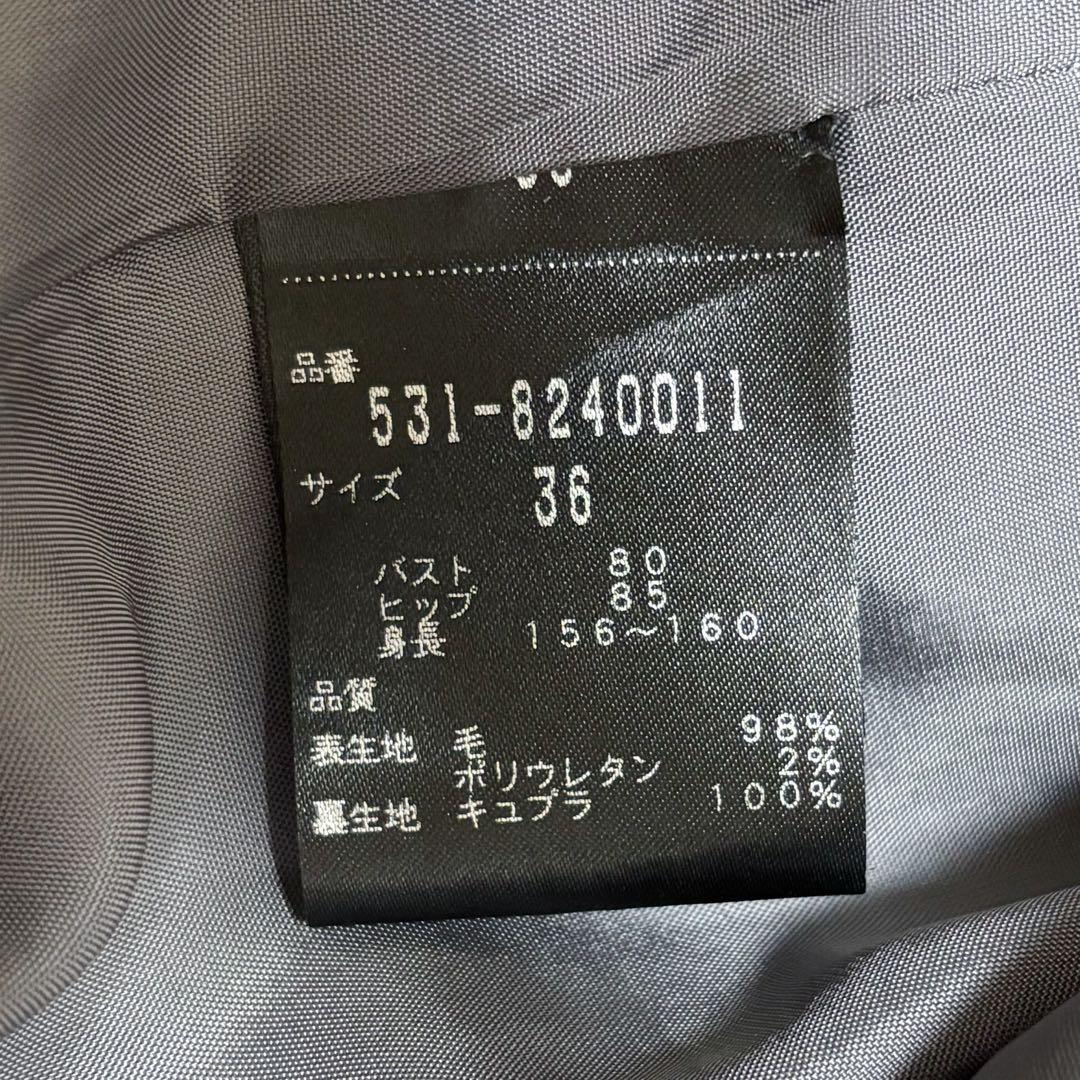 品番
531-8240011
サイズ 36
バスト 80
ヒップ 85
身長 156~160
品質
表生地 毛 98%
ポリウレタン 2%
裏生地 キュプラ 100%